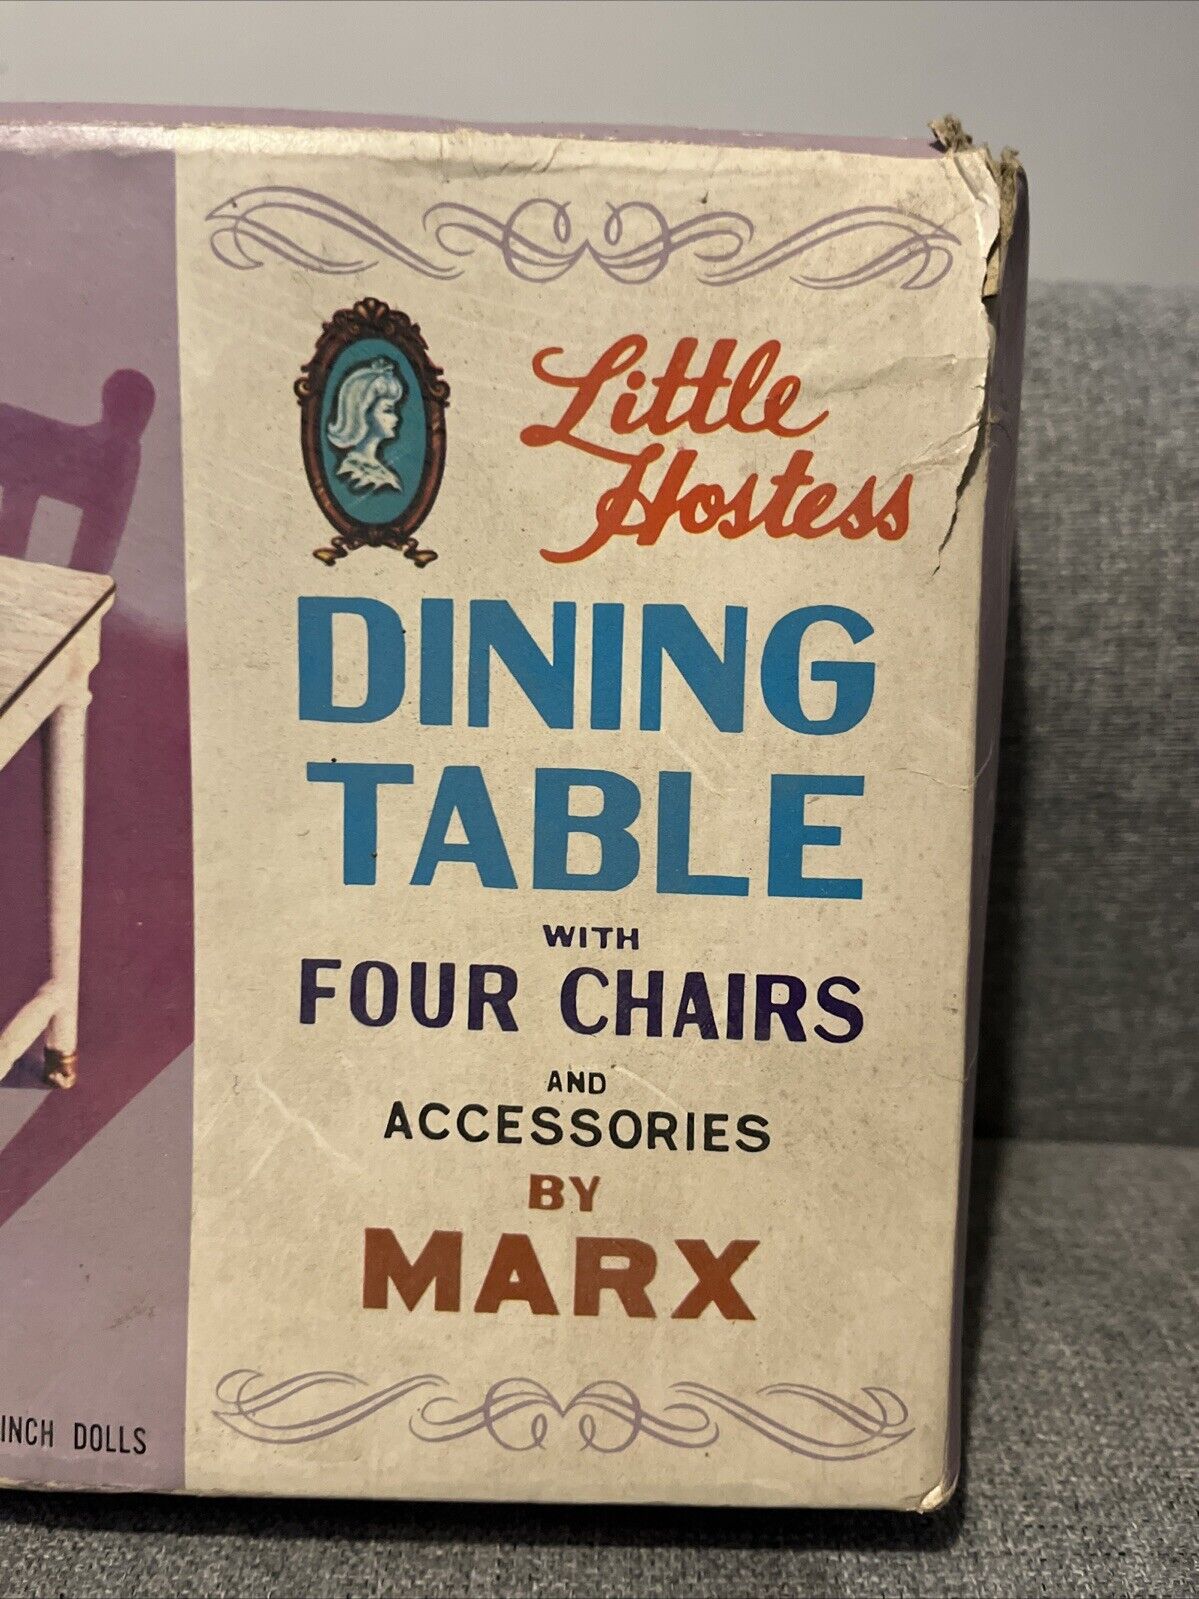 Little
Hostess
DINING
TABLE
WITH
FOUR CHAIRS
AND
ACCESSORIES
BY
MARX
INCH DOLLS